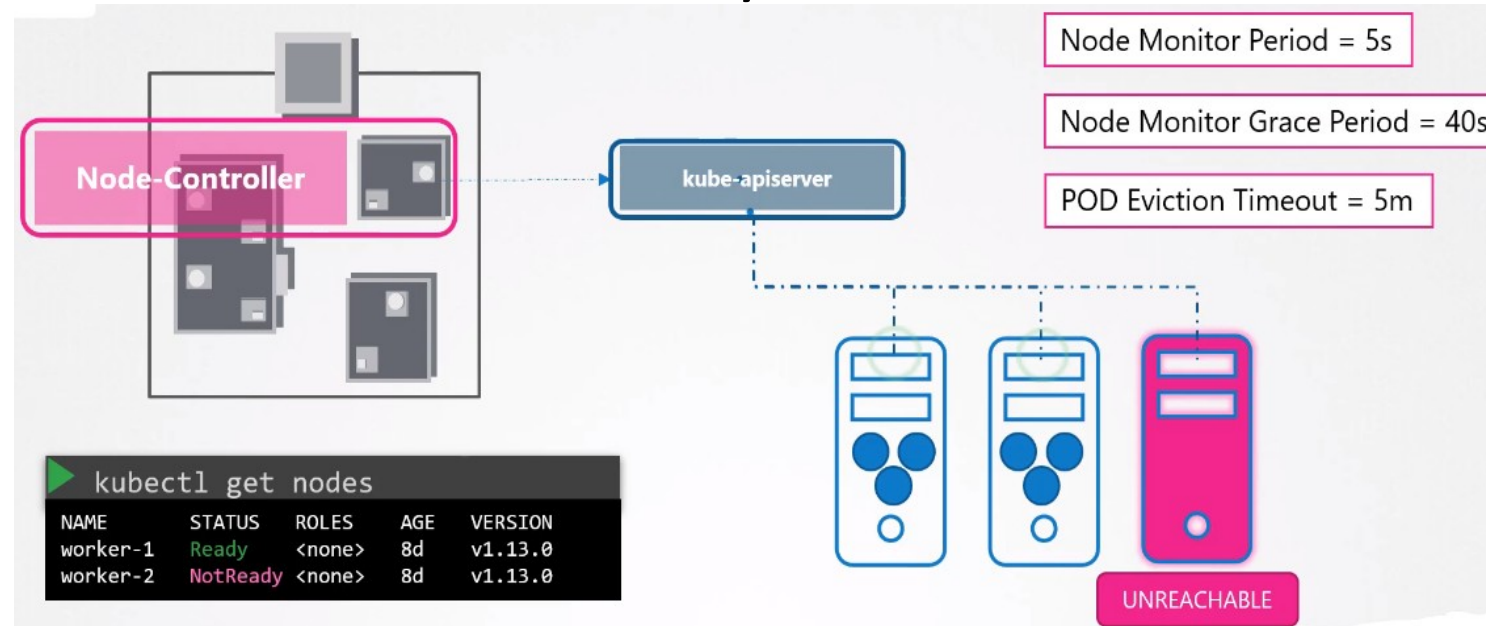 Node Monitor Period = 5s
Node Monitor Grace Period = 40s
POD Eviction Timeout = 5m
Node-Controller
kube-apiserver
kubectl get nodes
NAME STATUS ROLES AGE VERSION
worker-1 Ready <none> 8d v1.13.0
worker-2 NotReady <none> 8d v1.13.0
UNREACHABLE